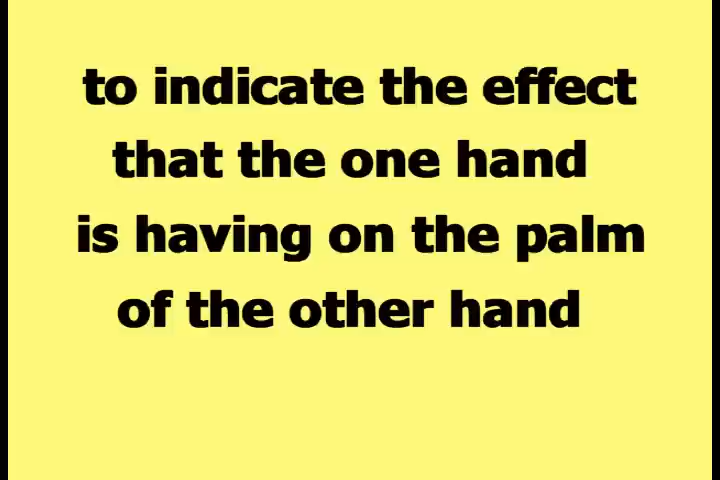 to indicate the effect
that the one hand
is having on the palm
of the other hand